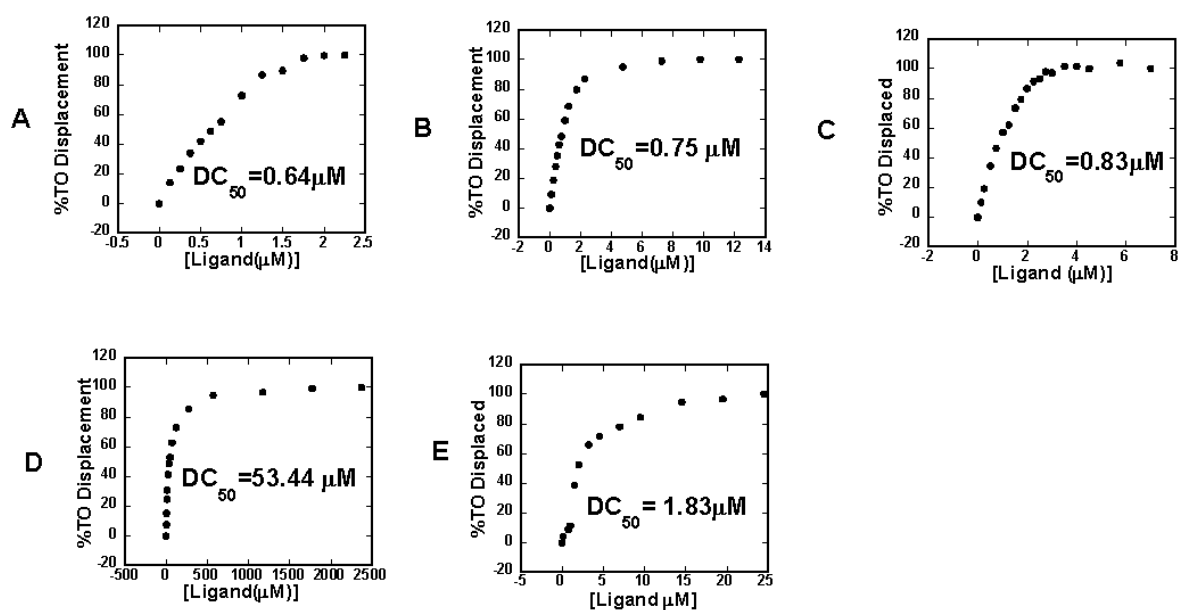 A
%TO Displacement
120
100
80
60
40
20
0
-20
DC50 =0.64μM
-0.5 0 0.5 1 1.5 2 2.5
[Ligand(μM)]
B
%TO Displacement
120
100
80
60
40
20
0
-20
DC50 =0.75 μM
-2 0 2 4 6 8 10 12 14
[Ligand(μM)]
C
%TO Displaced
120
100
80
60
40
20
0
-20
DC50 =0.83μM
-2 0 2 4 6 8
[Ligand (μM)]
D
%TO Displacement
120
100
80
60
40
20
0
-20
DC50 =53.44 μM
-500 0 500 1000 1500 2000 2500
[Ligand(μM)]
E
%TO Displaced
120
100
80
60
40
20
0
-20
DC50 = 1.83μM
-5 0 5 10 15 20 25
[Ligand μM]